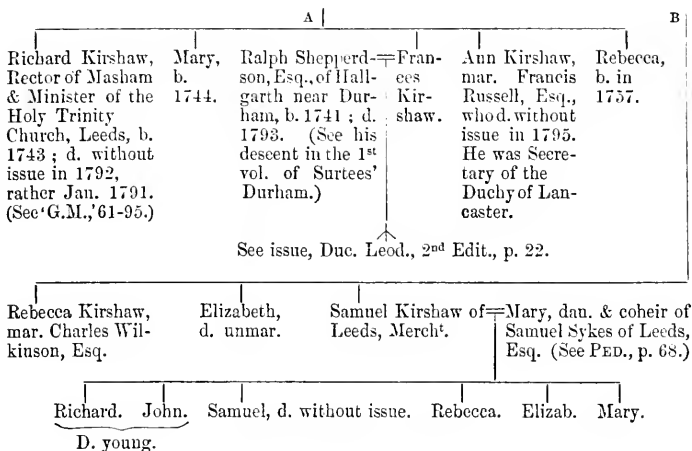 A
B
Richard Kirshaw,
Rector of Masham
& Minister of the
Holy Trinity
Church, Leeds, b.
1743 ; d. without
issue in 1792,
rather Jan. 1791.
(See 'G.M.,' 61-95.)
Mary,
b.
1744.
Ralph Shepperd-
son, Esq., of Hall-
garth near Dur-
ham, b. 1741 ; d.
1793. (See his
descent in the 1st
vol. of Surtees'
Durham.)
Fran-
ces
Kir-
shaw.
Ann Kirshaw,
mar. Francis
Russell, Esq.,
who d. without
issue in 1795.
He was Secre-
tary of the
Duchy of Lan-
caster.
Rebecca,
b. in
1757.
See issue, Duc. Leod., 2nd Edit., p. 22.
Rebecca Kirshaw,
mar. Charles Wil-
kinson, Esq.
Elizabeth,
d. unmar.
Samuel Kirshaw of
Leeds, Mercht.
Mary, dau. & coheir of
Samuel Sykes of Leeds,
Esq. (See PED., p. 68.)
Richard. John. Samuel, d. without issue. Rebecca. Elizab. Mary.
D. young.